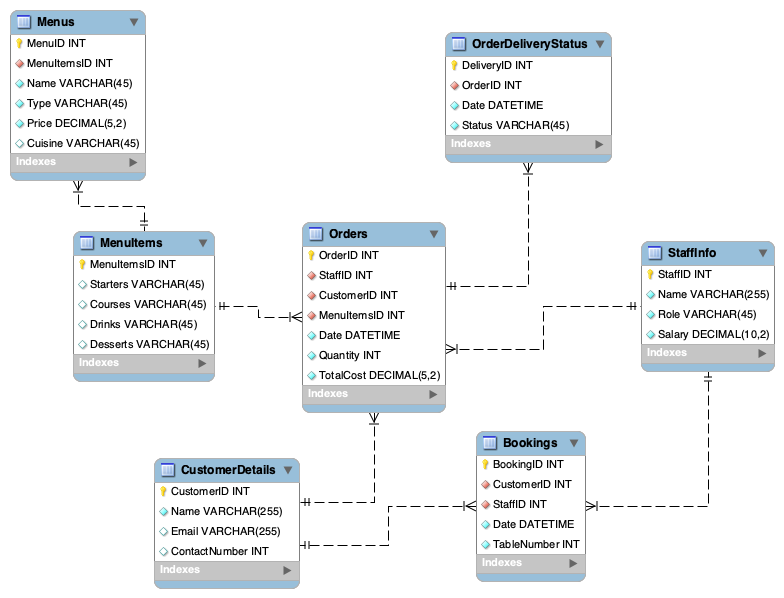 Menus
MenuID INT
MenuItemsID INT
Name VARCHAR(45)
Type VARCHAR(45)
Price DECIMAL(5,2)
Cuisine VARCHAR(45)
Indexes
OrderDeliveryStatus
DeliveryID INT
OrderID INT
Date DATETIME
Status VARCHAR(45)
Indexes
MenuItems
MenuItemsID INT
Starters VARCHAR(45)
Courses VARCHAR(45)
Drinks VARCHAR(45)
Desserts VARCHAR(45)
Indexes
Orders
OrderID INT
StaffID INT
CustomerID INT
MenuItemsID INT
Date DATETIME
Quantity INT
TotalCost DECIMAL(5,2)
Indexes
StaffInfo
StaffID INT
Name VARCHAR(255)
Role VARCHAR(45)
Salary DECIMAL(10,2)
Indexes
CustomerDetails
CustomerID INT
Name VARCHAR(255)
Email VARCHAR(255)
ContactNumber INT
Indexes
Bookings
BookingID INT
CustomerID INT
StaffID INT
Date DATETIME
TableNumber INT
Indexes